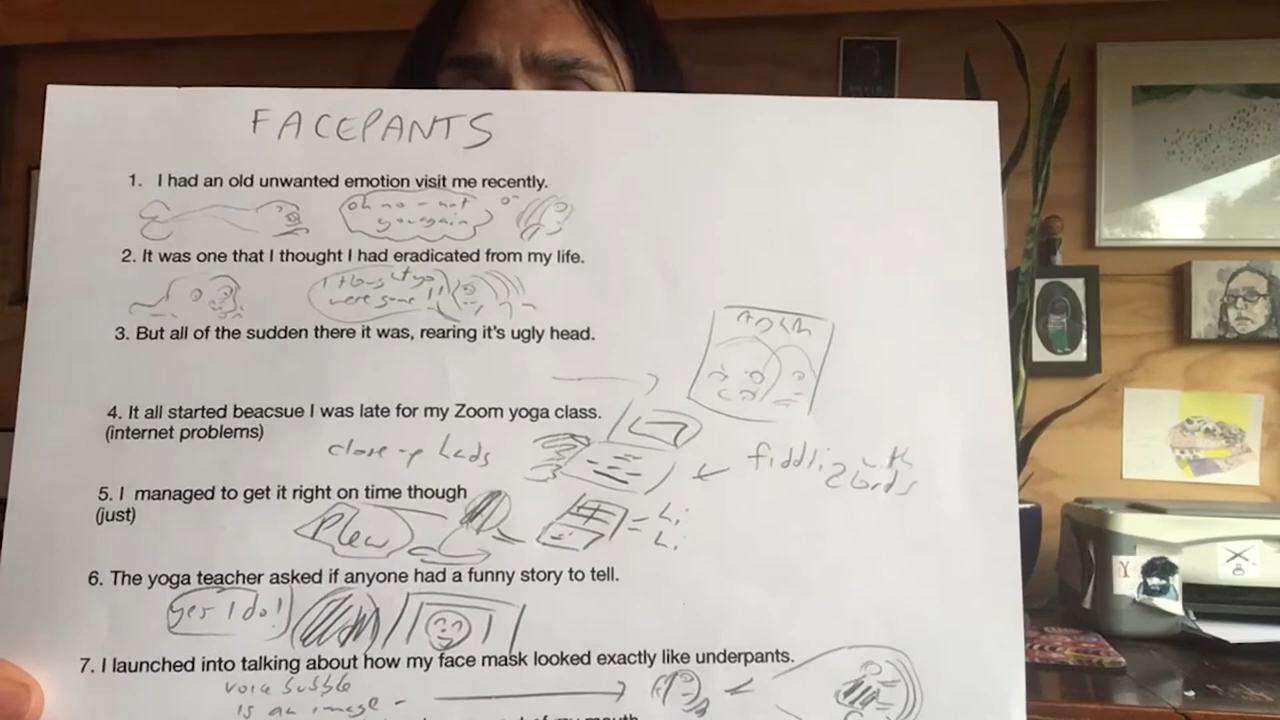 FACEPANTS
1. I had an old unwanted emotion visit me recently.
oh no - not
you again
2. It was one that I thought I had eradicated from my life.
I thought you
were gone!!
3. But all of the sudden there it was, rearing it's ugly head.
4. It all started beacsue I was late for my Zoom yoga class.
(internet problems)
close-up
fiddling with
5. I managed to get it right on time though
(just)
Plew
6. The yoga teacher asked if anyone had a funny story to tell.
yes I do!
7. I launched into talking about how my face mask looked exactly like underpants.
voice bubble
is an image -
of my mouth
Y